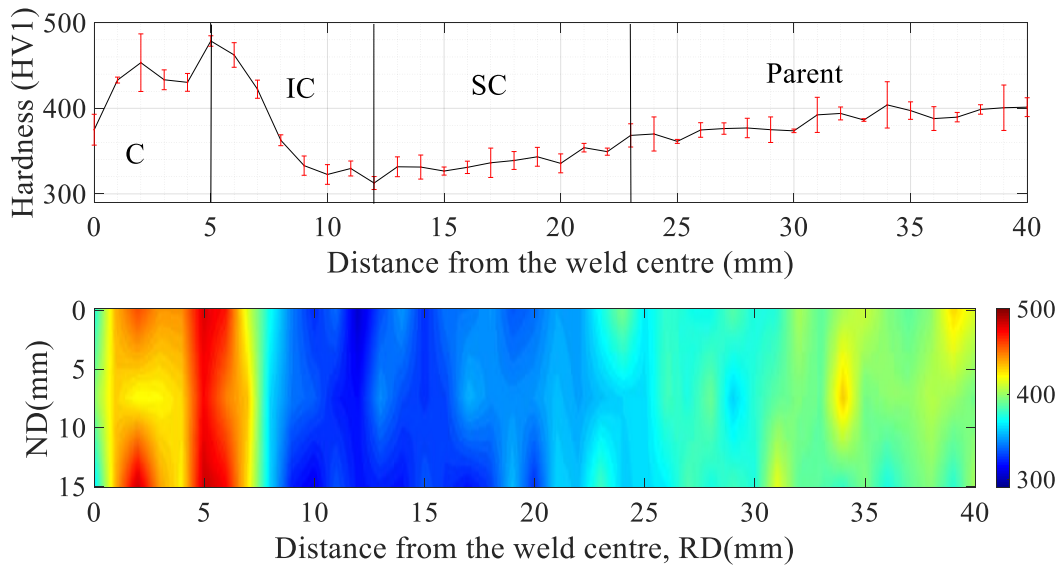 Hardness (HV1)
500
400
300
C
IC
SC
Parent
0 5 10 15 20 25 30 35 40
Distance from the weld centre (mm)
ND(mm)
0
5
10
15
500
400
300
0 5 10 15 20 25 30 35 40
Distance from the weld centre, RD(mm)